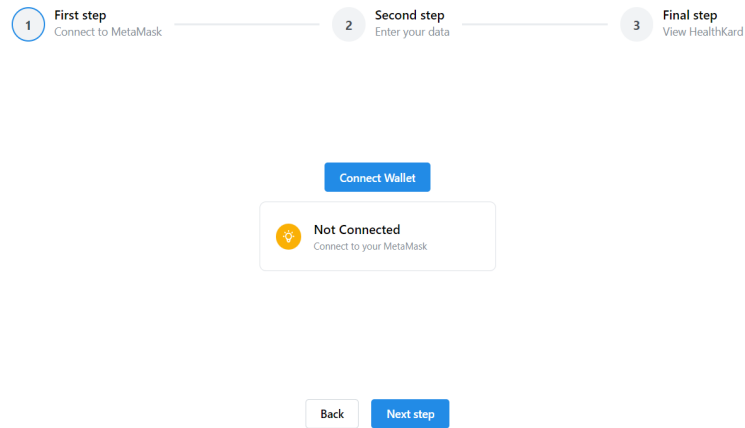 1
First step
Connect to MetaMask
2
Second step
Enter your data
3
Final step
View HealthKard
Connect Wallet
Not Connected
Connect to your MetaMask
Back
Next step